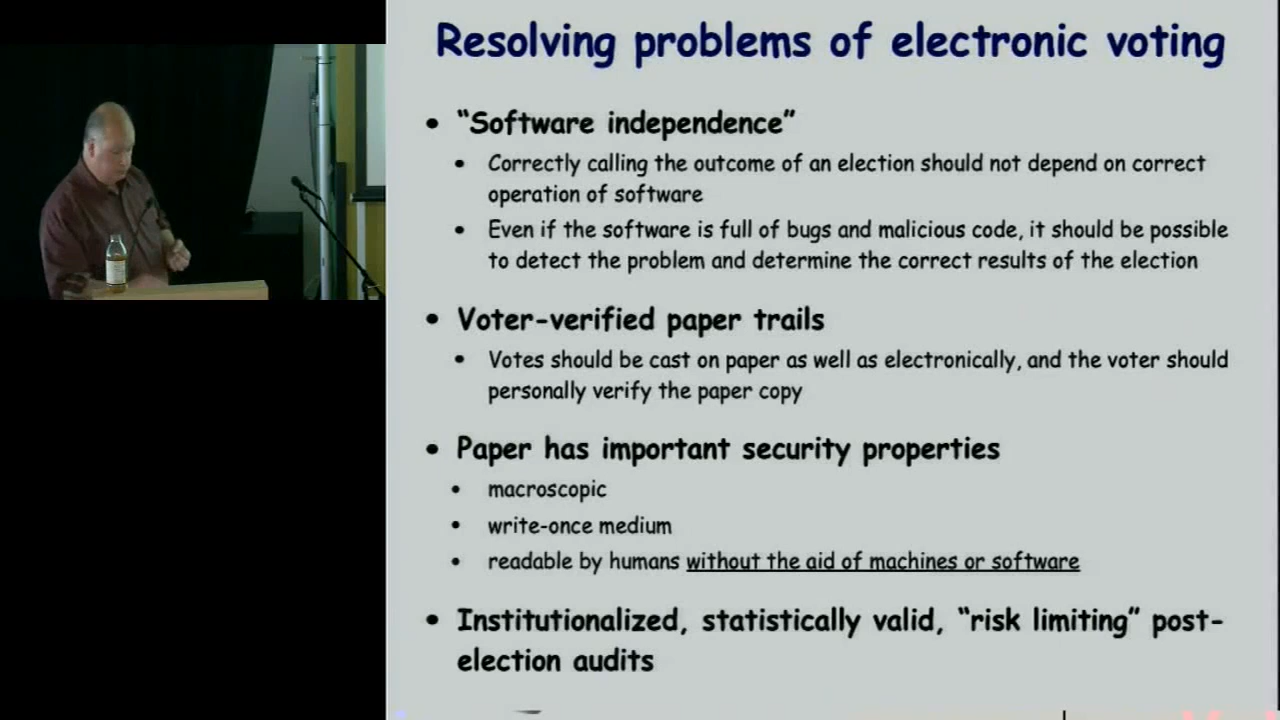 Resolving problems of electronic voting
• “Software independence”
• Correctly calling the outcome of an election should not depend on correct
operation of software
• Even if the software is full of bugs and malicious code, it should be possible
to detect the problem and determine the correct results of the election
• Voter-verified paper trails
• Votes should be cast on paper as well as electronically, and the voter should
personally verify the paper copy
• Paper has important security properties
• macroscopic
• write-once medium
• readable by humans without the aid of machines or software
• Institutionalized, statistically valid, “risk limiting” post-
election audits